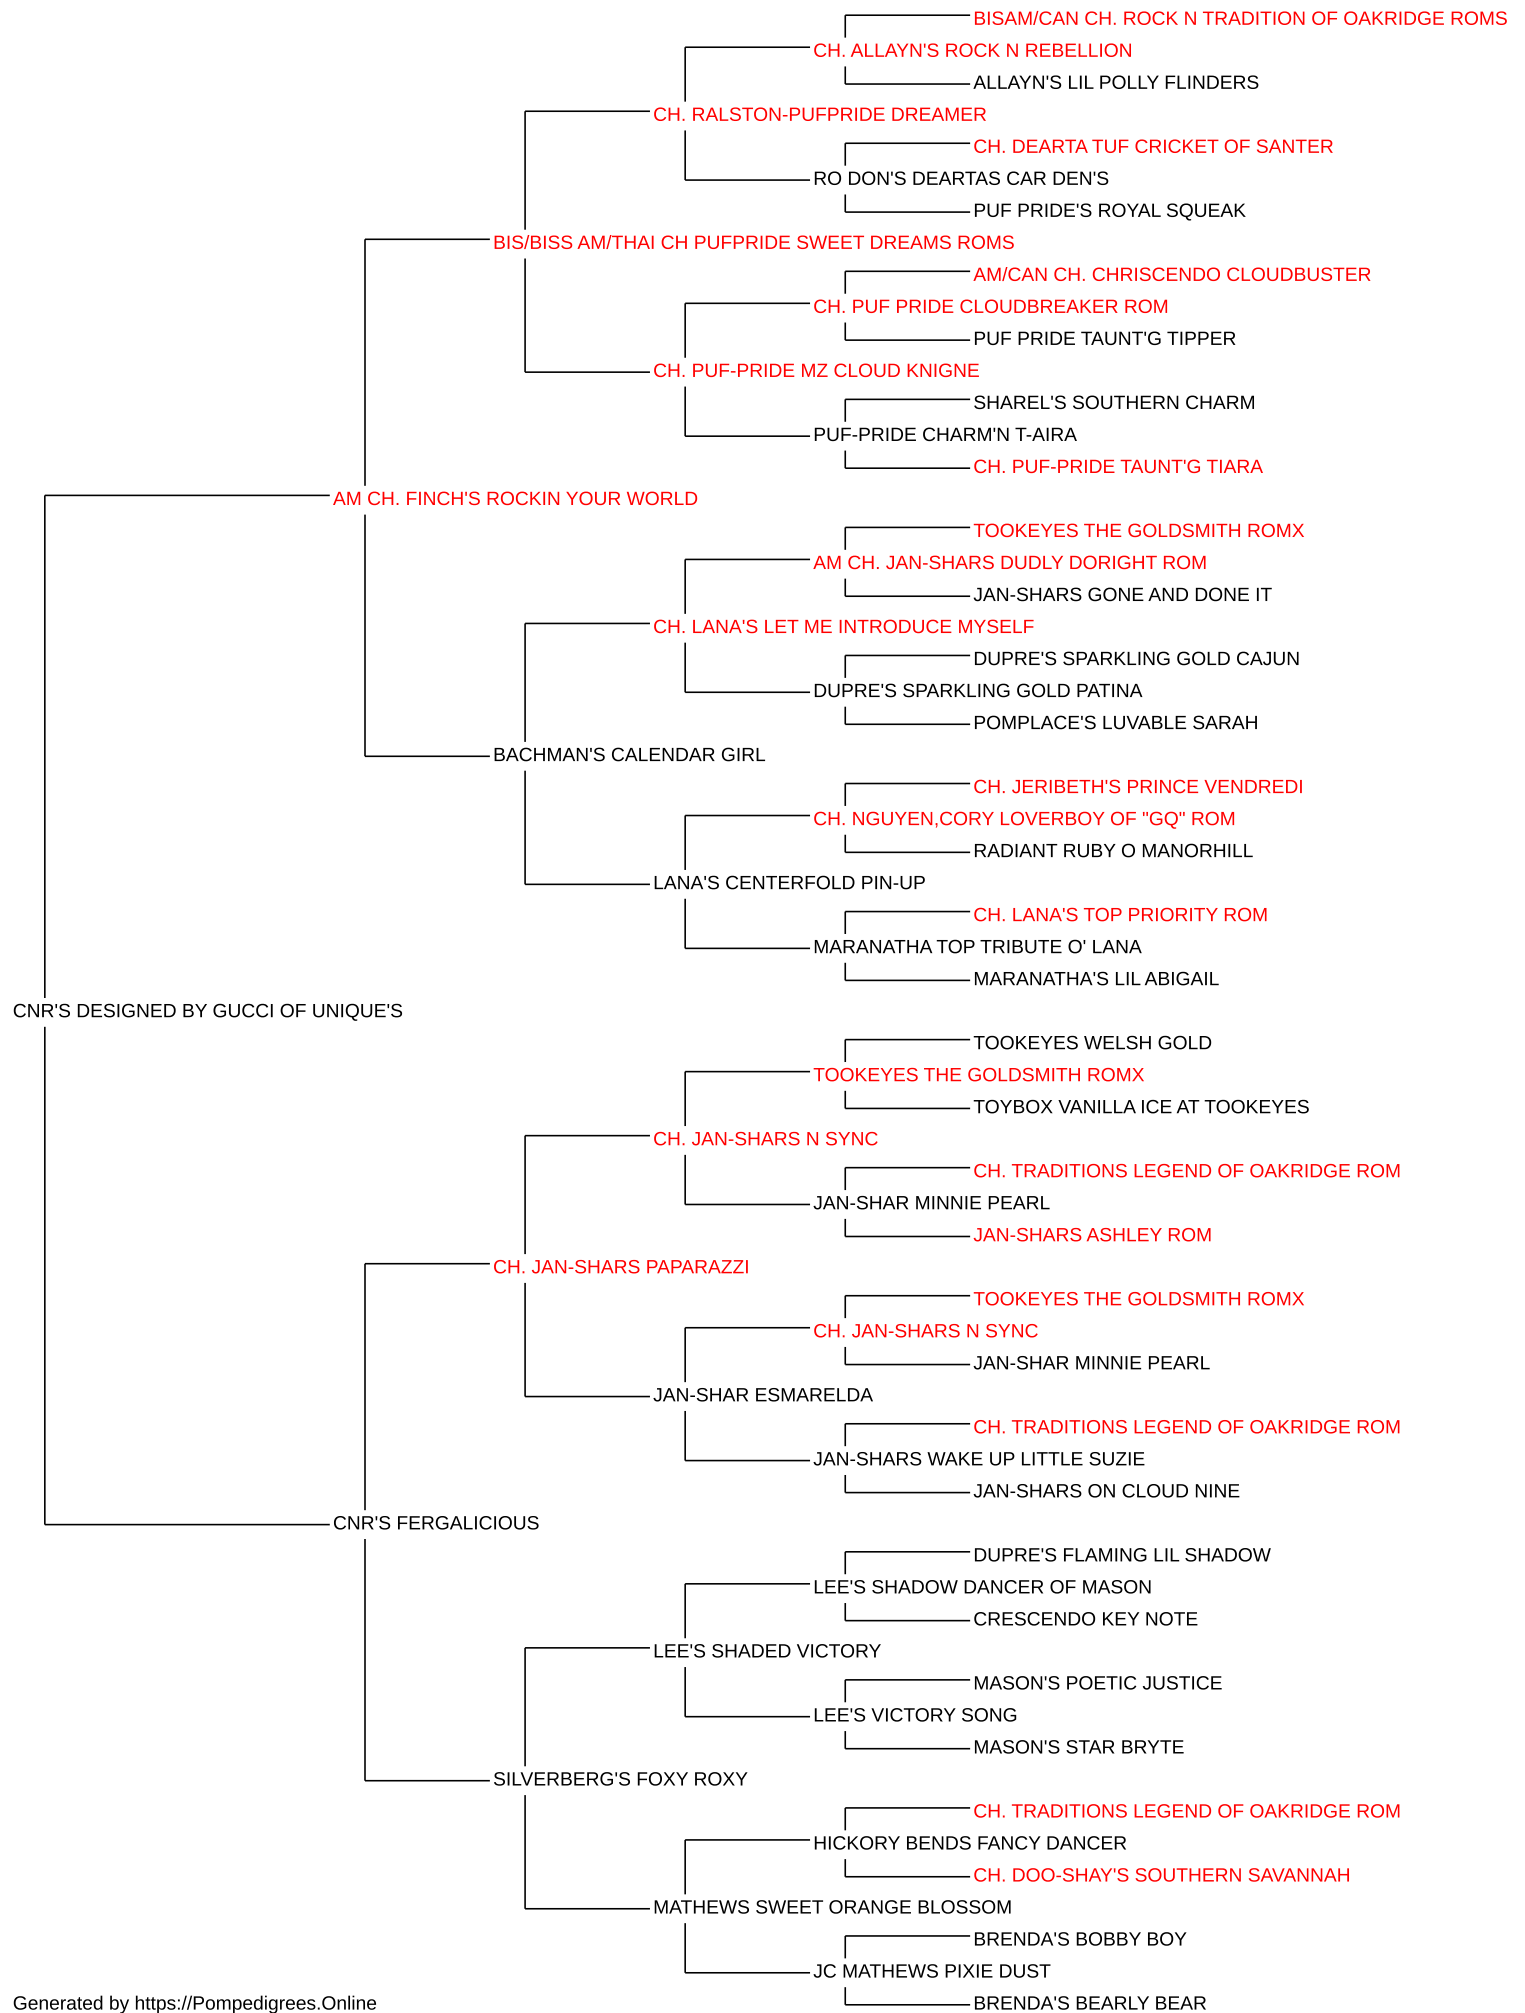 BISAM/CAN CH. ROCK N TRADITION OF OAKRIDGE ROMS
CH. ALLAYN'S ROCK N REBELLION
ALLAYN'S LIL POLLY FLINDERS
CH. RALSTON-PUFPRIDE DREAMER
CH. DEARTA TUF CRICKET OF SANTER
RO DON'S DEARTAS CAR DEN'S
PUF PRIDE'S ROYAL SQUEAK
BIS/BISS AM/THAI CH PUFPRIDE SWEET DREAMS ROMS
AM/CAN CH. CHRISCENDO CLOUDBUSTER
CH. PUF PRIDE CLOUDBREAKER ROM
PUF PRIDE TAUNT'G TIPPER
CH. PUF-PRIDE MZ CLOUD KNIGNE
SHAREL'S SOUTHERN CHARM
PUF-PRIDE CHARM'N T-AIRA
CH. PUF-PRIDE TAUNT'G TIARA
AM CH. FINCH'S ROCKIN YOUR WORLD
TOOKEYES THE GOLDSMITH ROMX
AM CH. JAN-SHARS DUDLY DORIGHT ROM
JAN-SHARS GONE AND DONE IT
CH. LANA'S LET ME INTRODUCE MYSELF
DUPRE'S SPARKLING GOLD CAJUN
DUPRE'S SPARKLING GOLD PATINA
POMPLACE'S LUVABLE SARAH
BACHMAN'S CALENDAR GIRL
CH. JERIBETH'S PRINCE VENDREDI
CH. NGUYEN,CORY LOVERBOY OF "GQ" ROM
RADIANT RUBY O MANORHILL
LANA'S CENTERFOLD PIN-UP
CH. LANA'S TOP PRIORITY ROM
MARANATHA TOP TRIBUTE O' LANA
MARANATHA'S LIL ABIGAIL
CNR'S DESIGNED BY GUCCI OF UNIQUE'S
TOOKEYES WELSH GOLD
TOOKEYES THE GOLDSMITH ROMX
TOYBOX VANILLA ICE AT TOOKEYES
CH. JAN-SHARS N SYNC
CH. TRADITIONS LEGEND OF OAKRIDGE ROM
JAN-SHAR MINNIE PEARL
JAN-SHARS ASHLEY ROM
CH. JAN-SHARS PAPARAZZI
TOOKEYES THE GOLDSMITH ROMX
CH. JAN-SHARS N SYNC
JAN-SHAR MINNIE PEARL
JAN-SHAR ESMARELDA
CH. TRADITIONS LEGEND OF OAKRIDGE ROM
JAN-SHARS WAKE UP LITTLE SUZIE
JAN-SHARS ON CLOUD NINE
CNR'S FERGALICIOUS
DUPRE'S FLAMING LIL SHADOW
LEE'S SHADOW DANCER OF MASON
CRESCENDO KEY NOTE
LEE'S SHADED VICTORY
MASON'S POETIC JUSTICE
LEE'S VICTORY SONG
MASON'S STAR BRYTE
SILVERBERG'S FOXY ROXY
CH. TRADITIONS LEGEND OF OAKRIDGE ROM
HICKORY BENDS FANCY DANCER
CH. DOO-SHAY'S SOUTHERN SAVANNAH
MATHEWS SWEET ORANGE BLOSSOM
BRENDA'S BOBBY BOY
JC MATHEWS PIXIE DUST
BRENDA'S BEARLY BEAR
Generated by https://Pompedigrees.Online